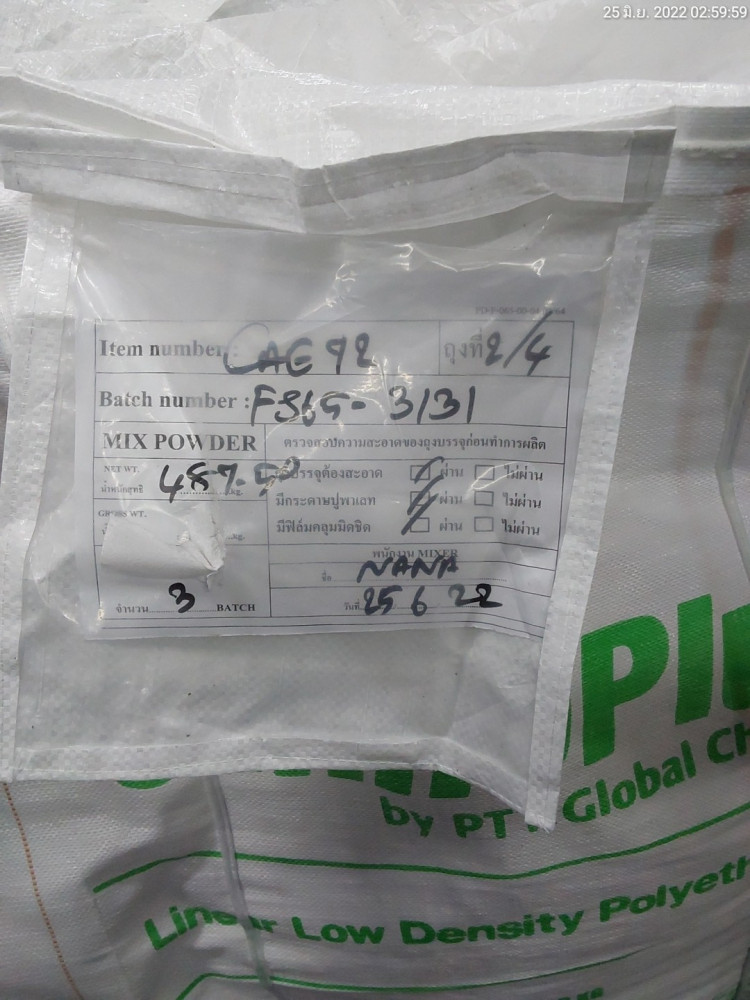 25 มิ.ย. 2022 02:59:59
Item number : CAE 92
ถุงที่ 2/4
Batch number : FS65-3131
MIX POWDER
ตรวจสอบความสะอาดของถุงบรรจุก่อนทำการผลิต
NET WT.
น้ำหนักสุทธิ 487. kg.
บรรจุต้องสะอาด ผ่าน ไม่ผ่าน
มีกระดาษปูพาเลท ผ่าน ไม่ผ่าน
มีฟิล์มคลุมมิดชิด ผ่าน ไม่ผ่าน
GROSS WT.
kg.
พนักงาน MIXER
ชื่อ NANA
จำนวน 3 BATCH
วันที่ 25 6 22
by PTT Global Ch
Linear Low Density Polyeth